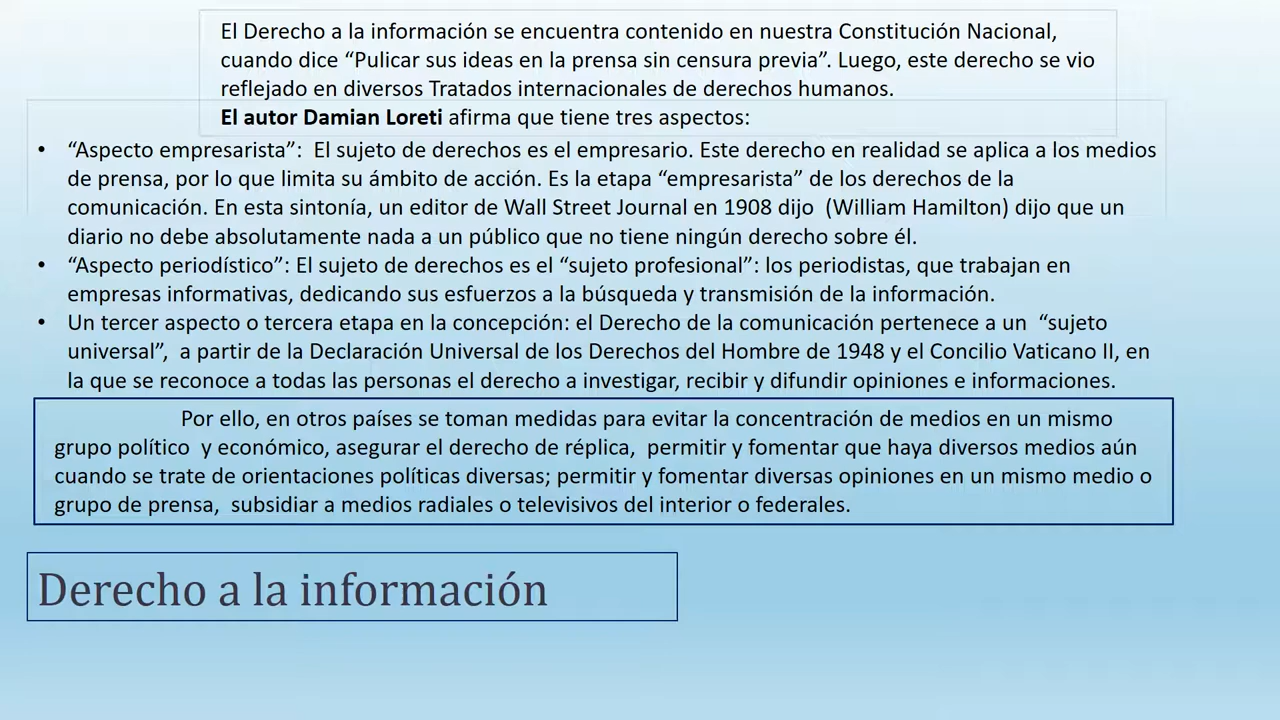 El Derecho a la información se encuentra contenido en nuestra Constitución Nacional,
cuando dice “Pulicar sus ideas en la prensa sin censura previa”. Luego, este derecho se vio
reflejado en diversos Tratados internacionales de derechos humanos.
El autor Damian Loreti afirma que tiene tres aspectos:
• “Aspecto empresarista”: El sujeto de derechos es el empresario. Este derecho en realidad se aplica a los medios
de prensa, por lo que limita su ámbito de acción. Es la etapa “empresarista” de los derechos de la
comunicación. En esta sintonía, un editor de Wall Street Journal en 1908 dijo (William Hamilton) dijo que un
diario no debe absolutamente nada a un público que no tiene ningún derecho sobre él.
• “Aspecto periodístico”: El sujeto de derechos es el “sujeto profesional”: los periodistas, que trabajan en
empresas informativas, dedicando sus esfuerzos a la búsqueda y transmisión de la información.
• Un tercer aspecto o tercera etapa en la concepción: el Derecho de la comunicación pertenece a un “sujeto
universal”, a partir de la Declaración Universal de los Derechos del Hombre de 1948 y el Concilio Vaticano II, en
la que se reconoce a todas las personas el derecho a investigar, recibir y difundir opiniones e informaciones.
Por ello, en otros países se toman medidas para evitar la concentración de medios en un mismo
grupo político y económico, asegurar el derecho de réplica, permitir y fomentar que haya diversos medios aún
cuando se trate de orientaciones políticas diversas; permitir y fomentar diversas opiniones en un mismo medio o
grupo de prensa, subsidiar a medios radiales o televisivos del interior o federales.
Derecho a la información